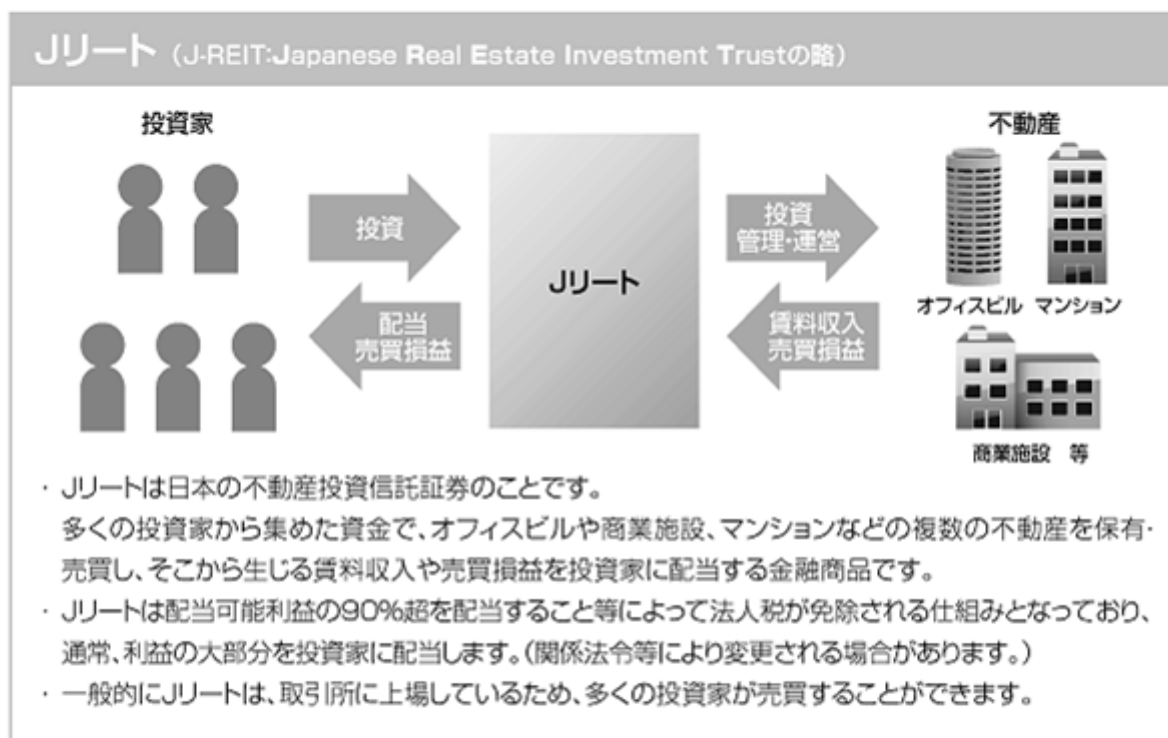 Jリート（J-REIT:Japanese Real Estate Investment Trustの略）
投資家
不動産
投資
投資
管理・運営
Jリート
配当
売買損益
賃料収入
売買損益
オフィスビル マンション
商業施設 等
・Jリートは日本の不動産投資信託証券のことです。
多くの投資家から集めた資金で、オフィスビルや商業施設、マンションなどの複数の不動産を保有・
売買し、そこから生じる賃料収入や売買損益を投資家に配当する金融商品です。
・Jリートは配当可能利益の90%超を配当すること等によって法人税が免除される仕組みとなっており、
通常、利益の大部分を投資家に配当します。（関係法令等により変更される場合があります。）
・一般的にJリートは、取引所に上場しているため、多くの投資家が売買することができます。